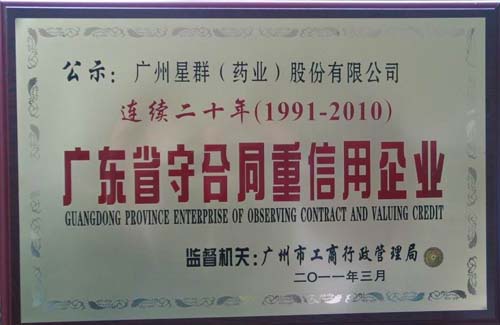 公示：广州星群（药业）股份有限公司
连续二十年(1991-2010)
广东省守合同重信用企业
GUANGDONG PROVINCE ENTERPRISE OF OBSERVING CONTRACT AND VALUING CREDIT
监督机关：广州市工商行政管理局
二〇一一年三月